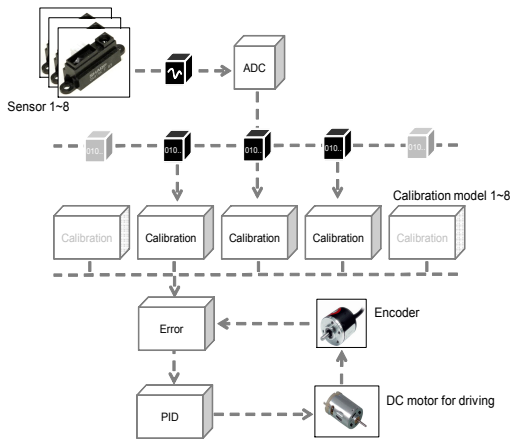 ADC
Sensor 1~8
010..
010..
010..
010..
010..
Calibration model 1~8
Calibration
Calibration
Calibration
Calibration
Calibration
Encoder
Error
DC motor for driving
PID